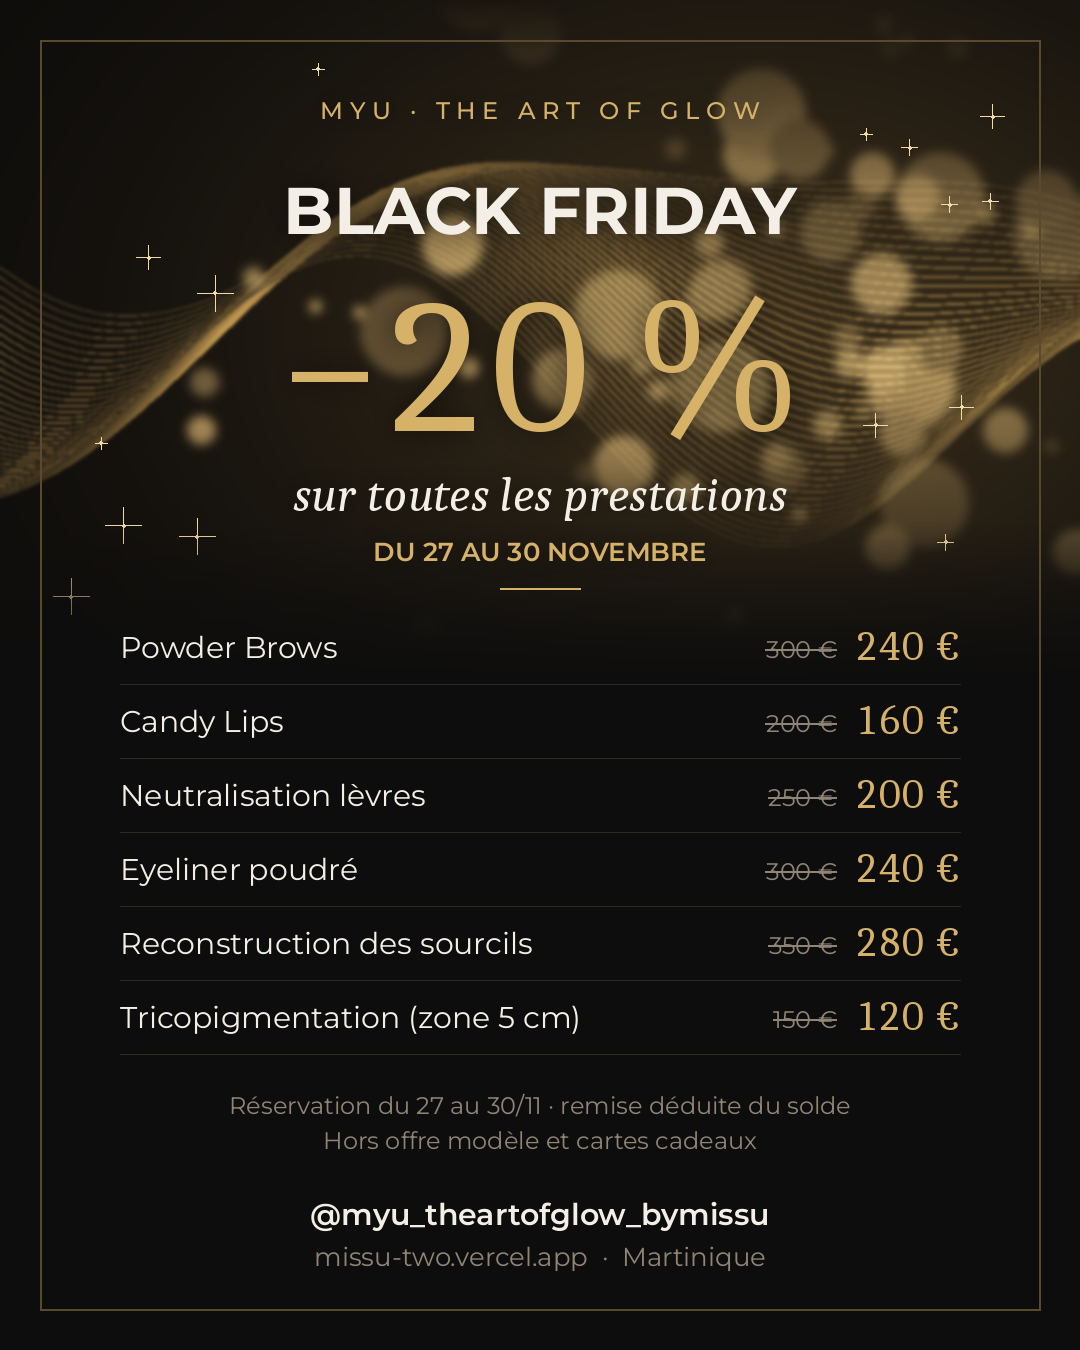 MYU · THE ART OF GLOW
BLACK FRIDAY
–20 %
sur toutes les prestations
DU 27 AU 30 NOVEMBRE
Powder Brows 300 € 240 €
Candy Lips 200 € 160 €
Neutralisation lèvres 250 € 200 €
Eyeliner poudré 300 € 240 €
Reconstruction des sourcils 350 € 280 €
Tricopigmentation (zone 5 cm) 150 € 120 €
Réservation du 27 au 30/11 · remise déduite du solde
Hors offre modèle et cartes cadeaux
@myu_theartofglow_bymissu
missu-two.vercel.app · Martinique